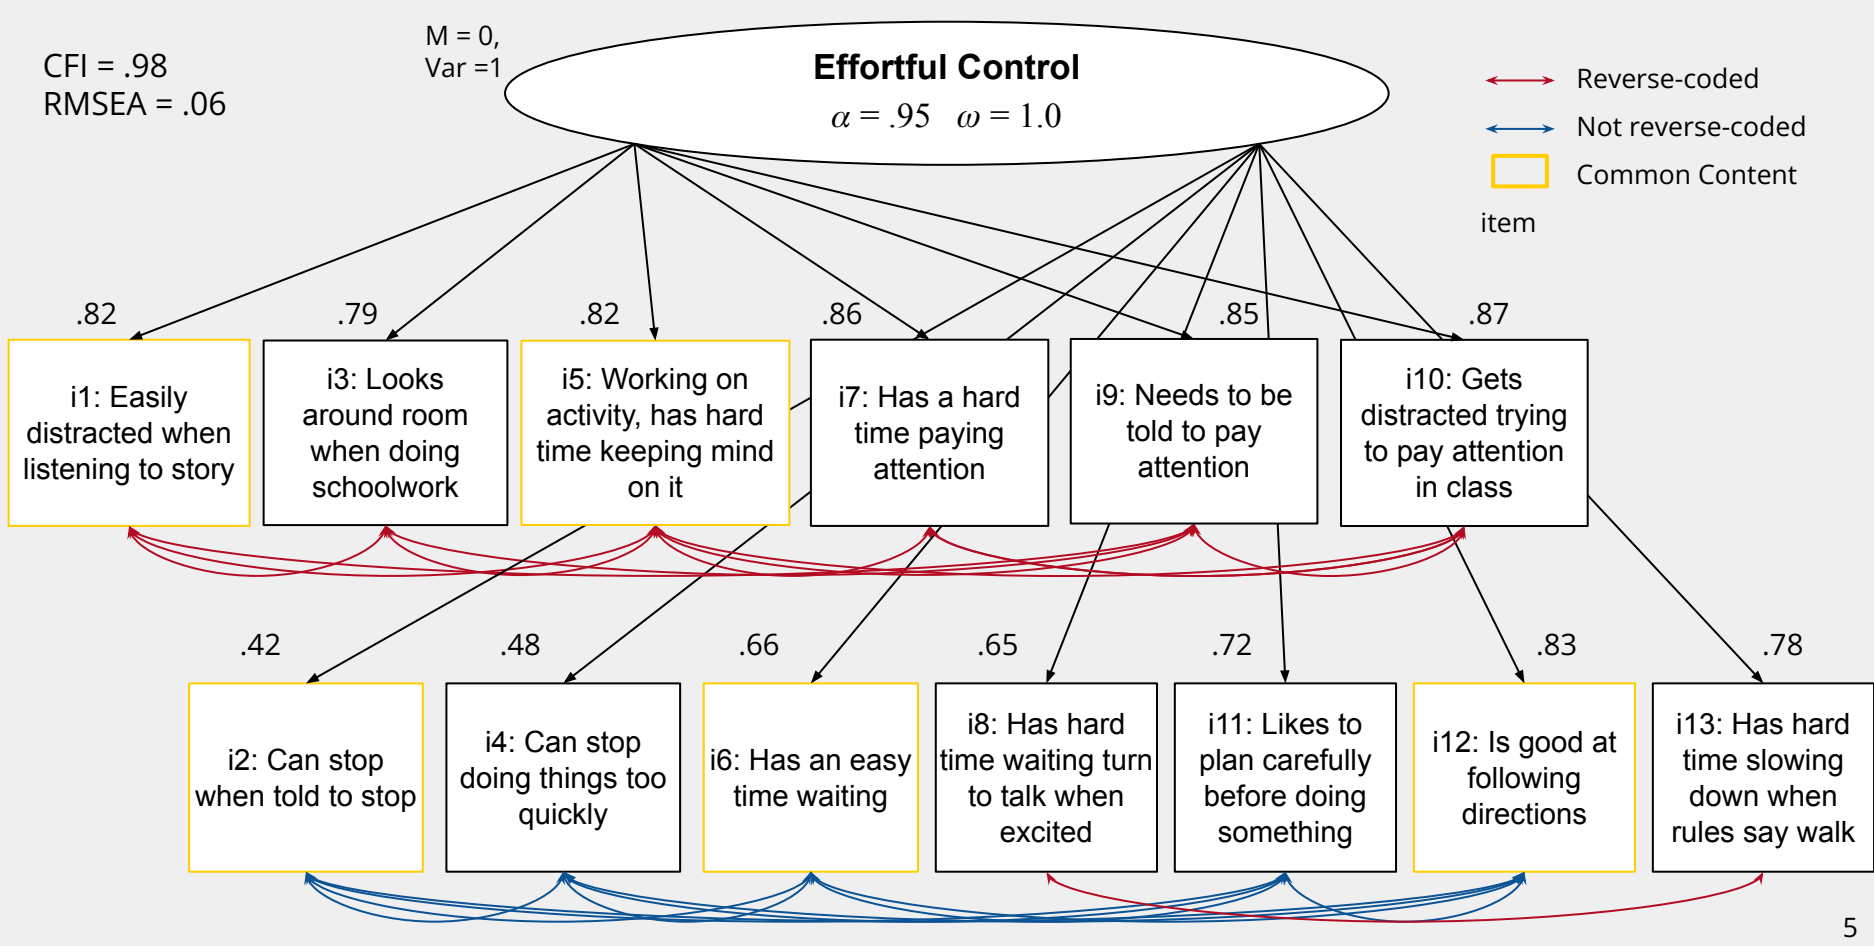 CFI = .98
RMSEA = .06
M = 0,
Var =1
Effortful Control
α = .95 ω = 1.0
Reverse-coded
Not reverse-coded
Common Content
item
.82
.79
.82
.86
.85
.87
i1: Easily
distracted when
listening to story
i3: Looks
around room
when doing
schoolwork
i5: Working on
activity, has hard
time keeping mind
on it
i7: Has a hard
time paying
attention
i9: Needs to be
told to pay
attention
i10: Gets
distracted trying
to pay attention
in class
.42
.48
.66
.65
.72
.83
.78
i2: Can stop
when told to stop
i4: Can stop
doing things too
quickly
i6: Has an easy
time waiting
i8: Has hard
time waiting turn
to talk when
excited
i11: Likes to
plan carefully
before doing
something
i12: Is good at
following
directions
i13: Has hard
time slowing
down when
rules say walk
5